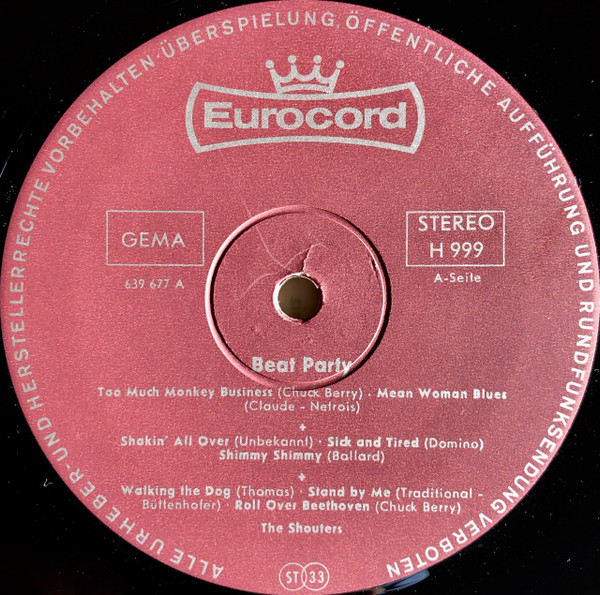 ALLE URHEBER- UND HERSTELLERRECHTE VORBEHALTEN · ÜBERSPIELUNG, ÖFFENTLICHE AUFFÜHRUNG UND RUNDFUNKSENDUNG VERBOTEN
Eurocord
GEMA
639 677 A
STEREO
H 999
A-Seite
Beat Party
Too Much Monkey Business (Chuck Berry) · Mean Woman Blues
(Claude - Netrois)
+
Shakin' All Over (Unbekannt) · Sick and Tired (Domino)
Shimmy Shimmy (Ballard)
+
Walking the Dog (Thomas) · Stand by Me (Traditional -
Büttenhofer) · Roll Over Beethoven (Chuck Berry)
The Shouters
ST 33